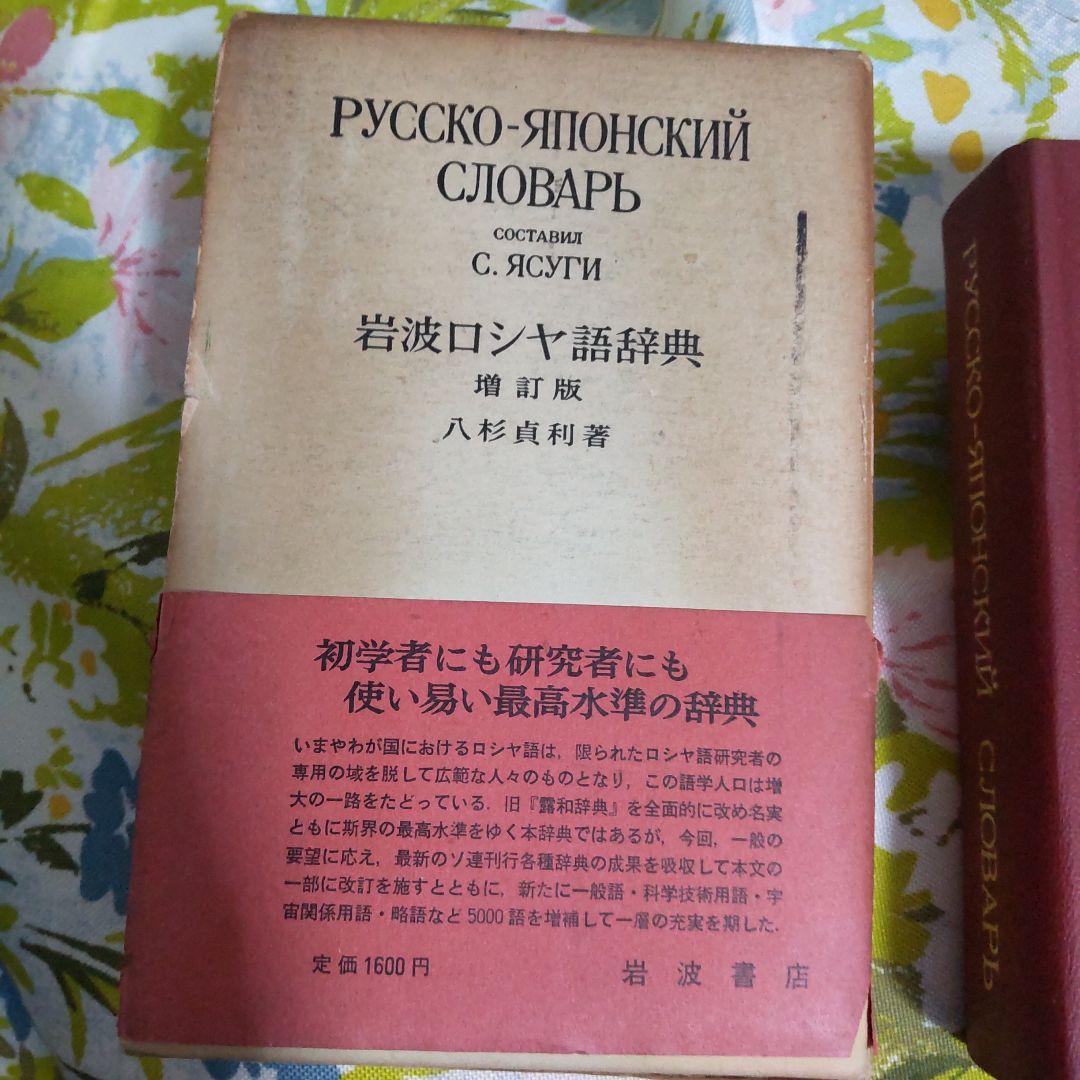 РУССКО-ЯПОНСКИЙ
СЛОВАРЬ
СОСТАВИЛ
С. ЯСУГИ
岩波ロシヤ語辞典
増訂版
八杉貞利著
初学者にも研究者にも
使い易い最高水準の辞典
いまやわが国におけるロシヤ語は，限られたロシヤ語研究者の
専用の域を脱して広範な人々のものとなり，この語学人口は増
大の一路をたどっている．旧『露和辞典』を全面的に改め名実
ともに斯界の最高水準をゆく本辞典ではあるが，今回，一般の
要望に応え，最新のソ連刊行各種辞典の成果を吸収して本文の
一部に改訂を施すとともに，新たに一般語・科学技術用語・宇
宙関係用語・略語など5000語を増補して一層の充実を期した．
定価1600円
岩波書店
РУССКО-ЯПОНСКИЙ СЛОВАРЬ